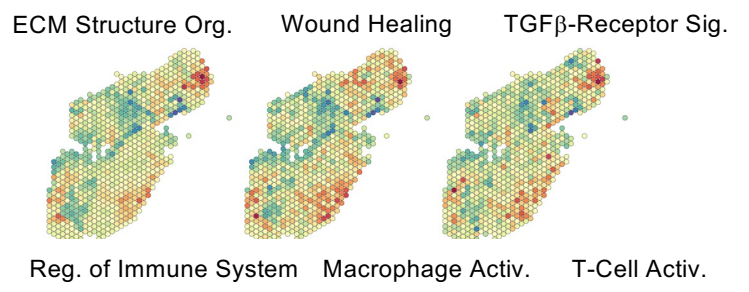 ECM Structure Org. Wound Healing TGFβ-Receptor Sig.
Reg. of Immune System Macrophage Activ. T-Cell Activ.